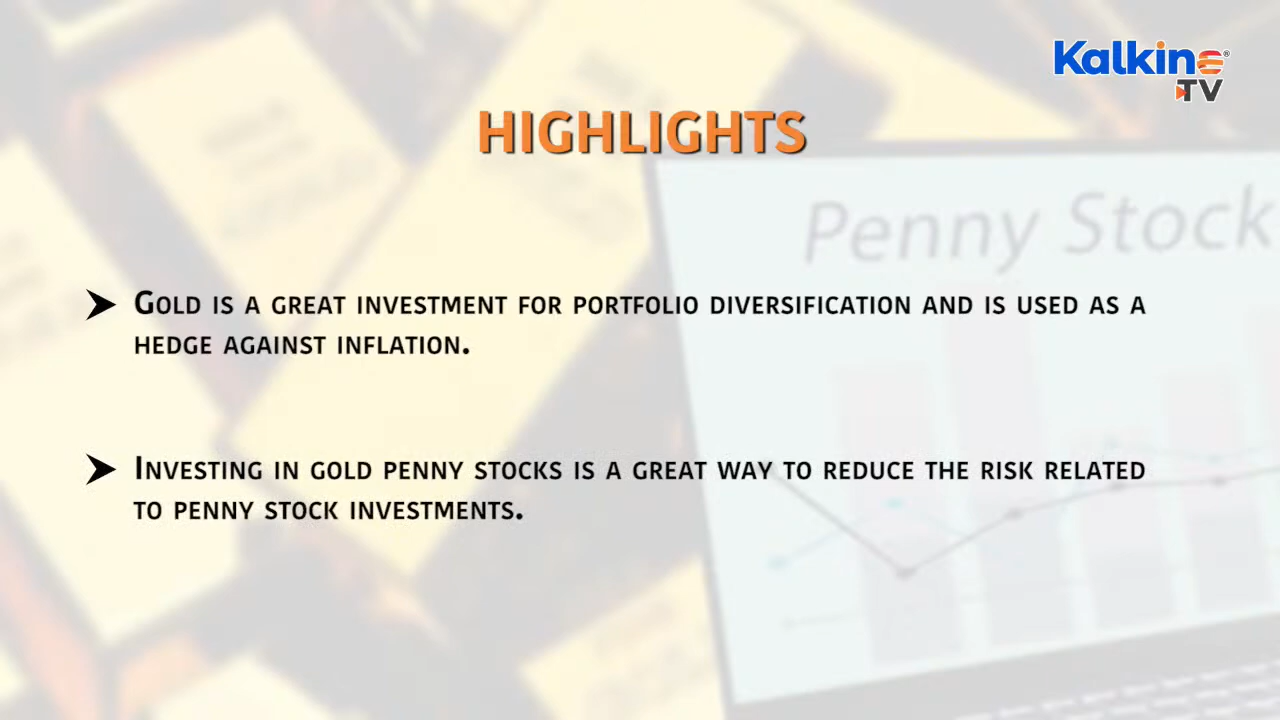 Kalkine®
TV
HIGHLIGHTS
Penny Stock
➤ Gold is a great investment for portfolio diversification and is used as a
hedge against inflation.
➤ Investing in gold penny stocks is a great way to reduce the risk related
to penny stock investments.